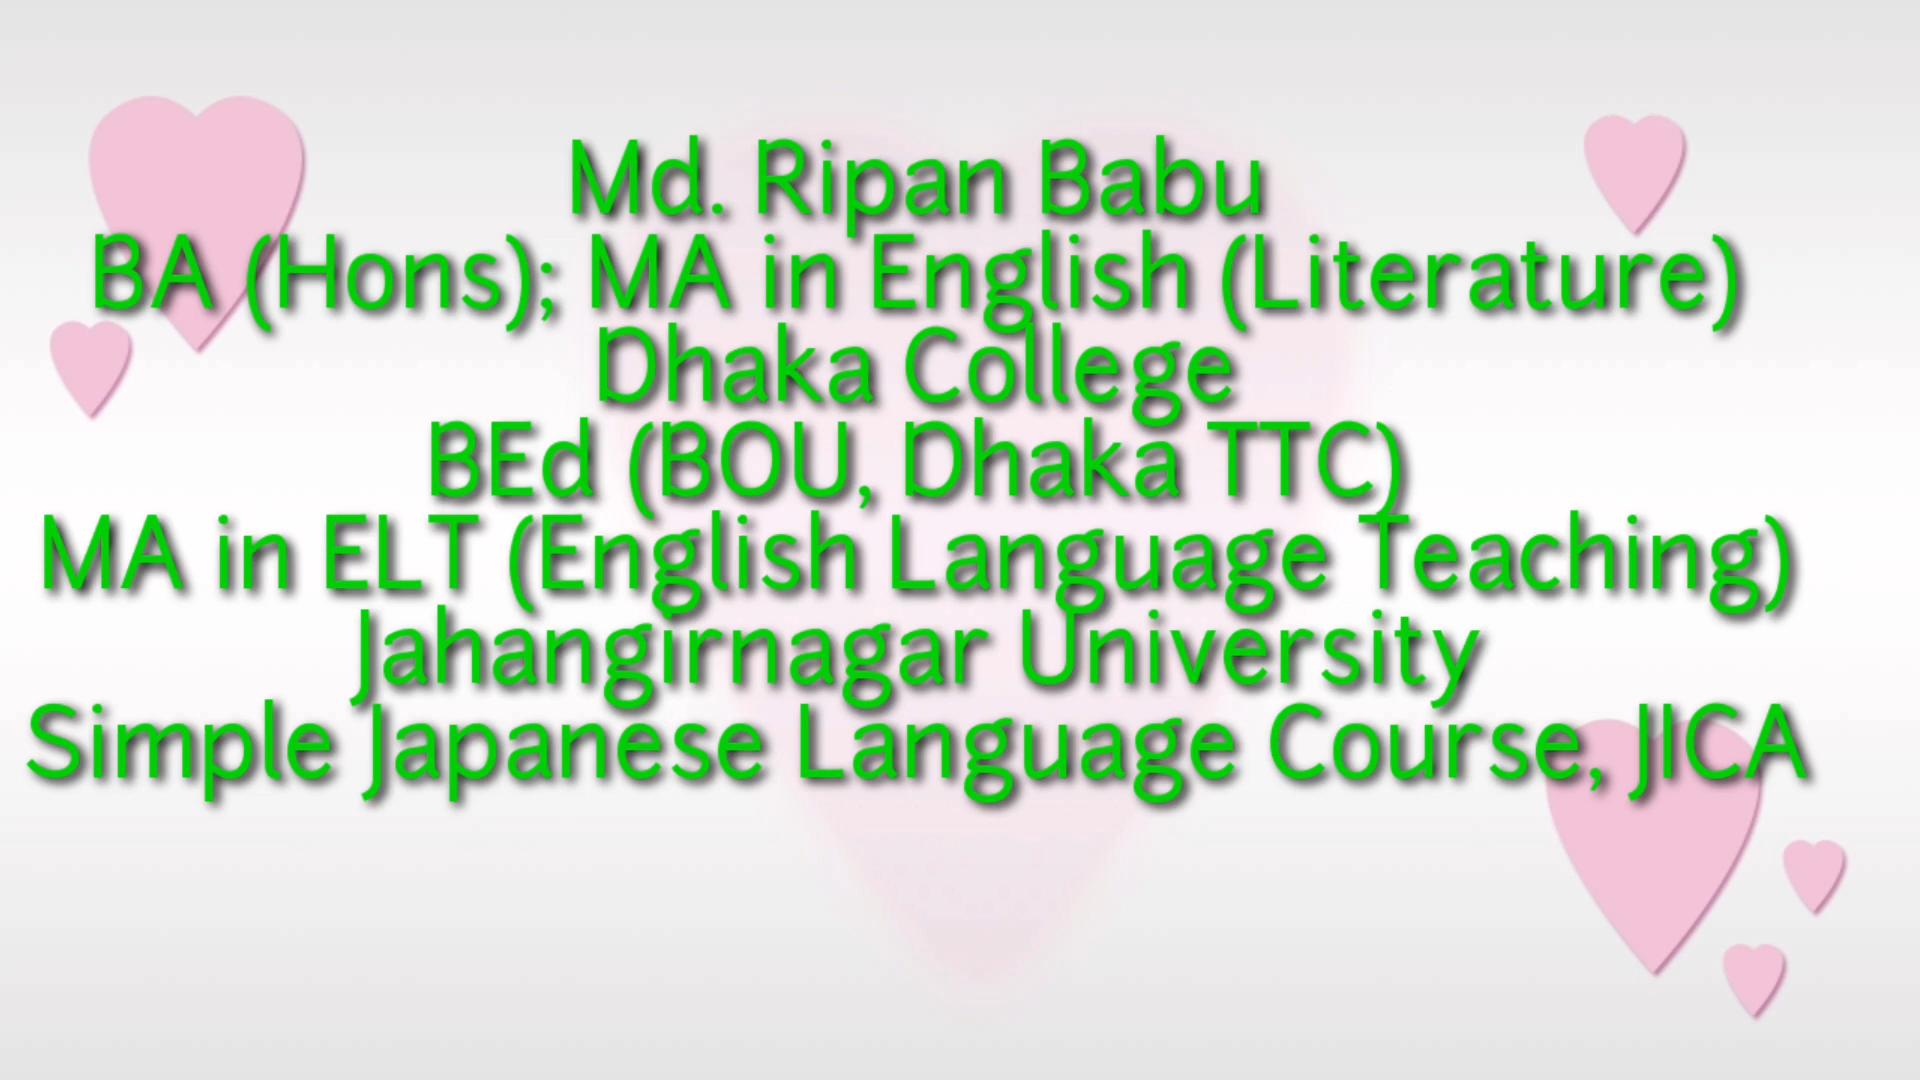 Md. Ripan Babu
BA (Hons); MA in English (Literature)
Dhaka College
BEd (BOU, Dhaka TTC)
MA in ELT (English Language Teaching)
Jahangirnagar University
Simple Japanese Language Course, JICA